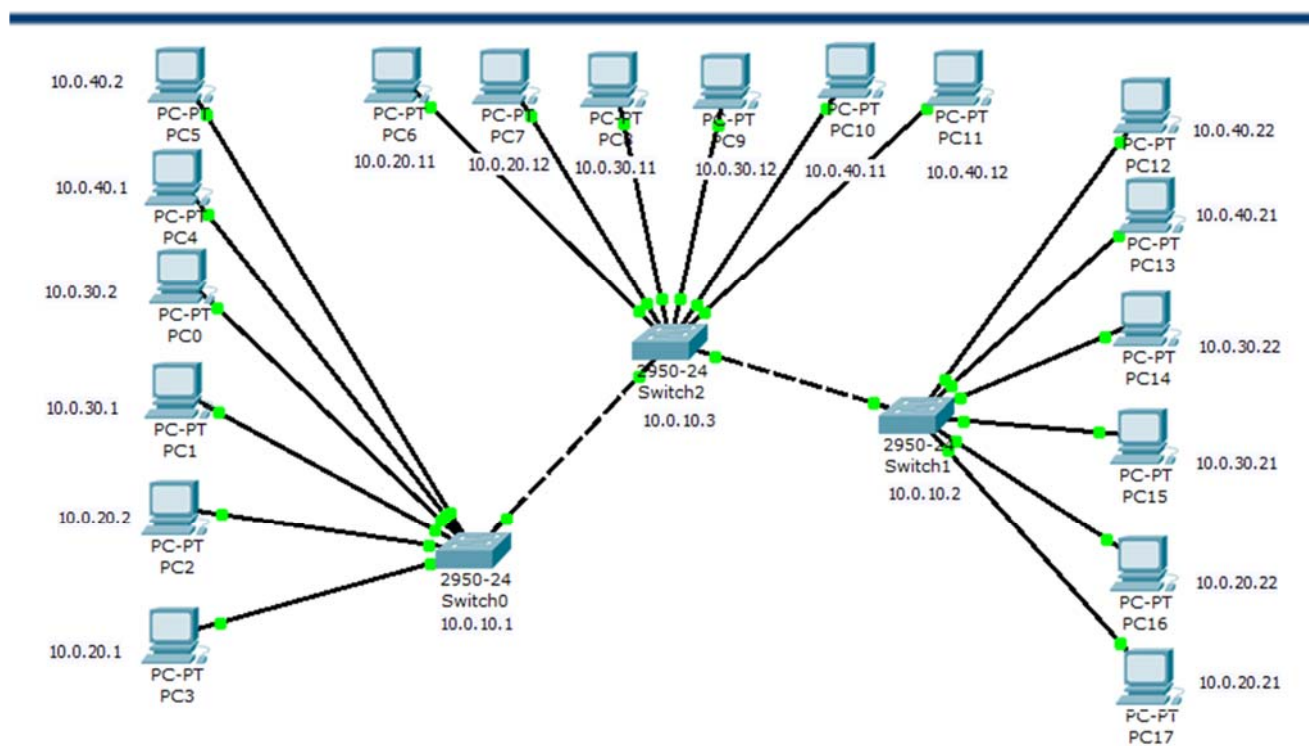 10.0.40.2
PC-PT
PC5
10.0.40.1
PC-PT
PC4
10.0.30.2
PC-PT
PC0
10.0.30.1
PC-PT
PC1
10.0.20.2
PC-PT
PC2
10.0.20.1
PC-PT
PC3
PC-PT
PC6
10.0.20.11
PC-PT
PC7
10.0.20.12
PC-PT
PC8
10.0.30.11
PC-PT
PC9
10.0.30.12
PC-PT
PC10
10.0.40.11
PC-PT
PC11
10.0.40.12
2950-24
Switch2
10.0.10.3
2950-24
Switch0
10.0.10.1
2950-24
Switch1
10.0.10.2
10.0.40.22
PC-PT
PC12
10.0.40.21
PC-PT
PC13
10.0.30.22
PC-PT
PC14
10.0.30.21
PC-PT
PC15
10.0.20.22
PC-PT
PC16
10.0.20.21
PC-PT
PC17